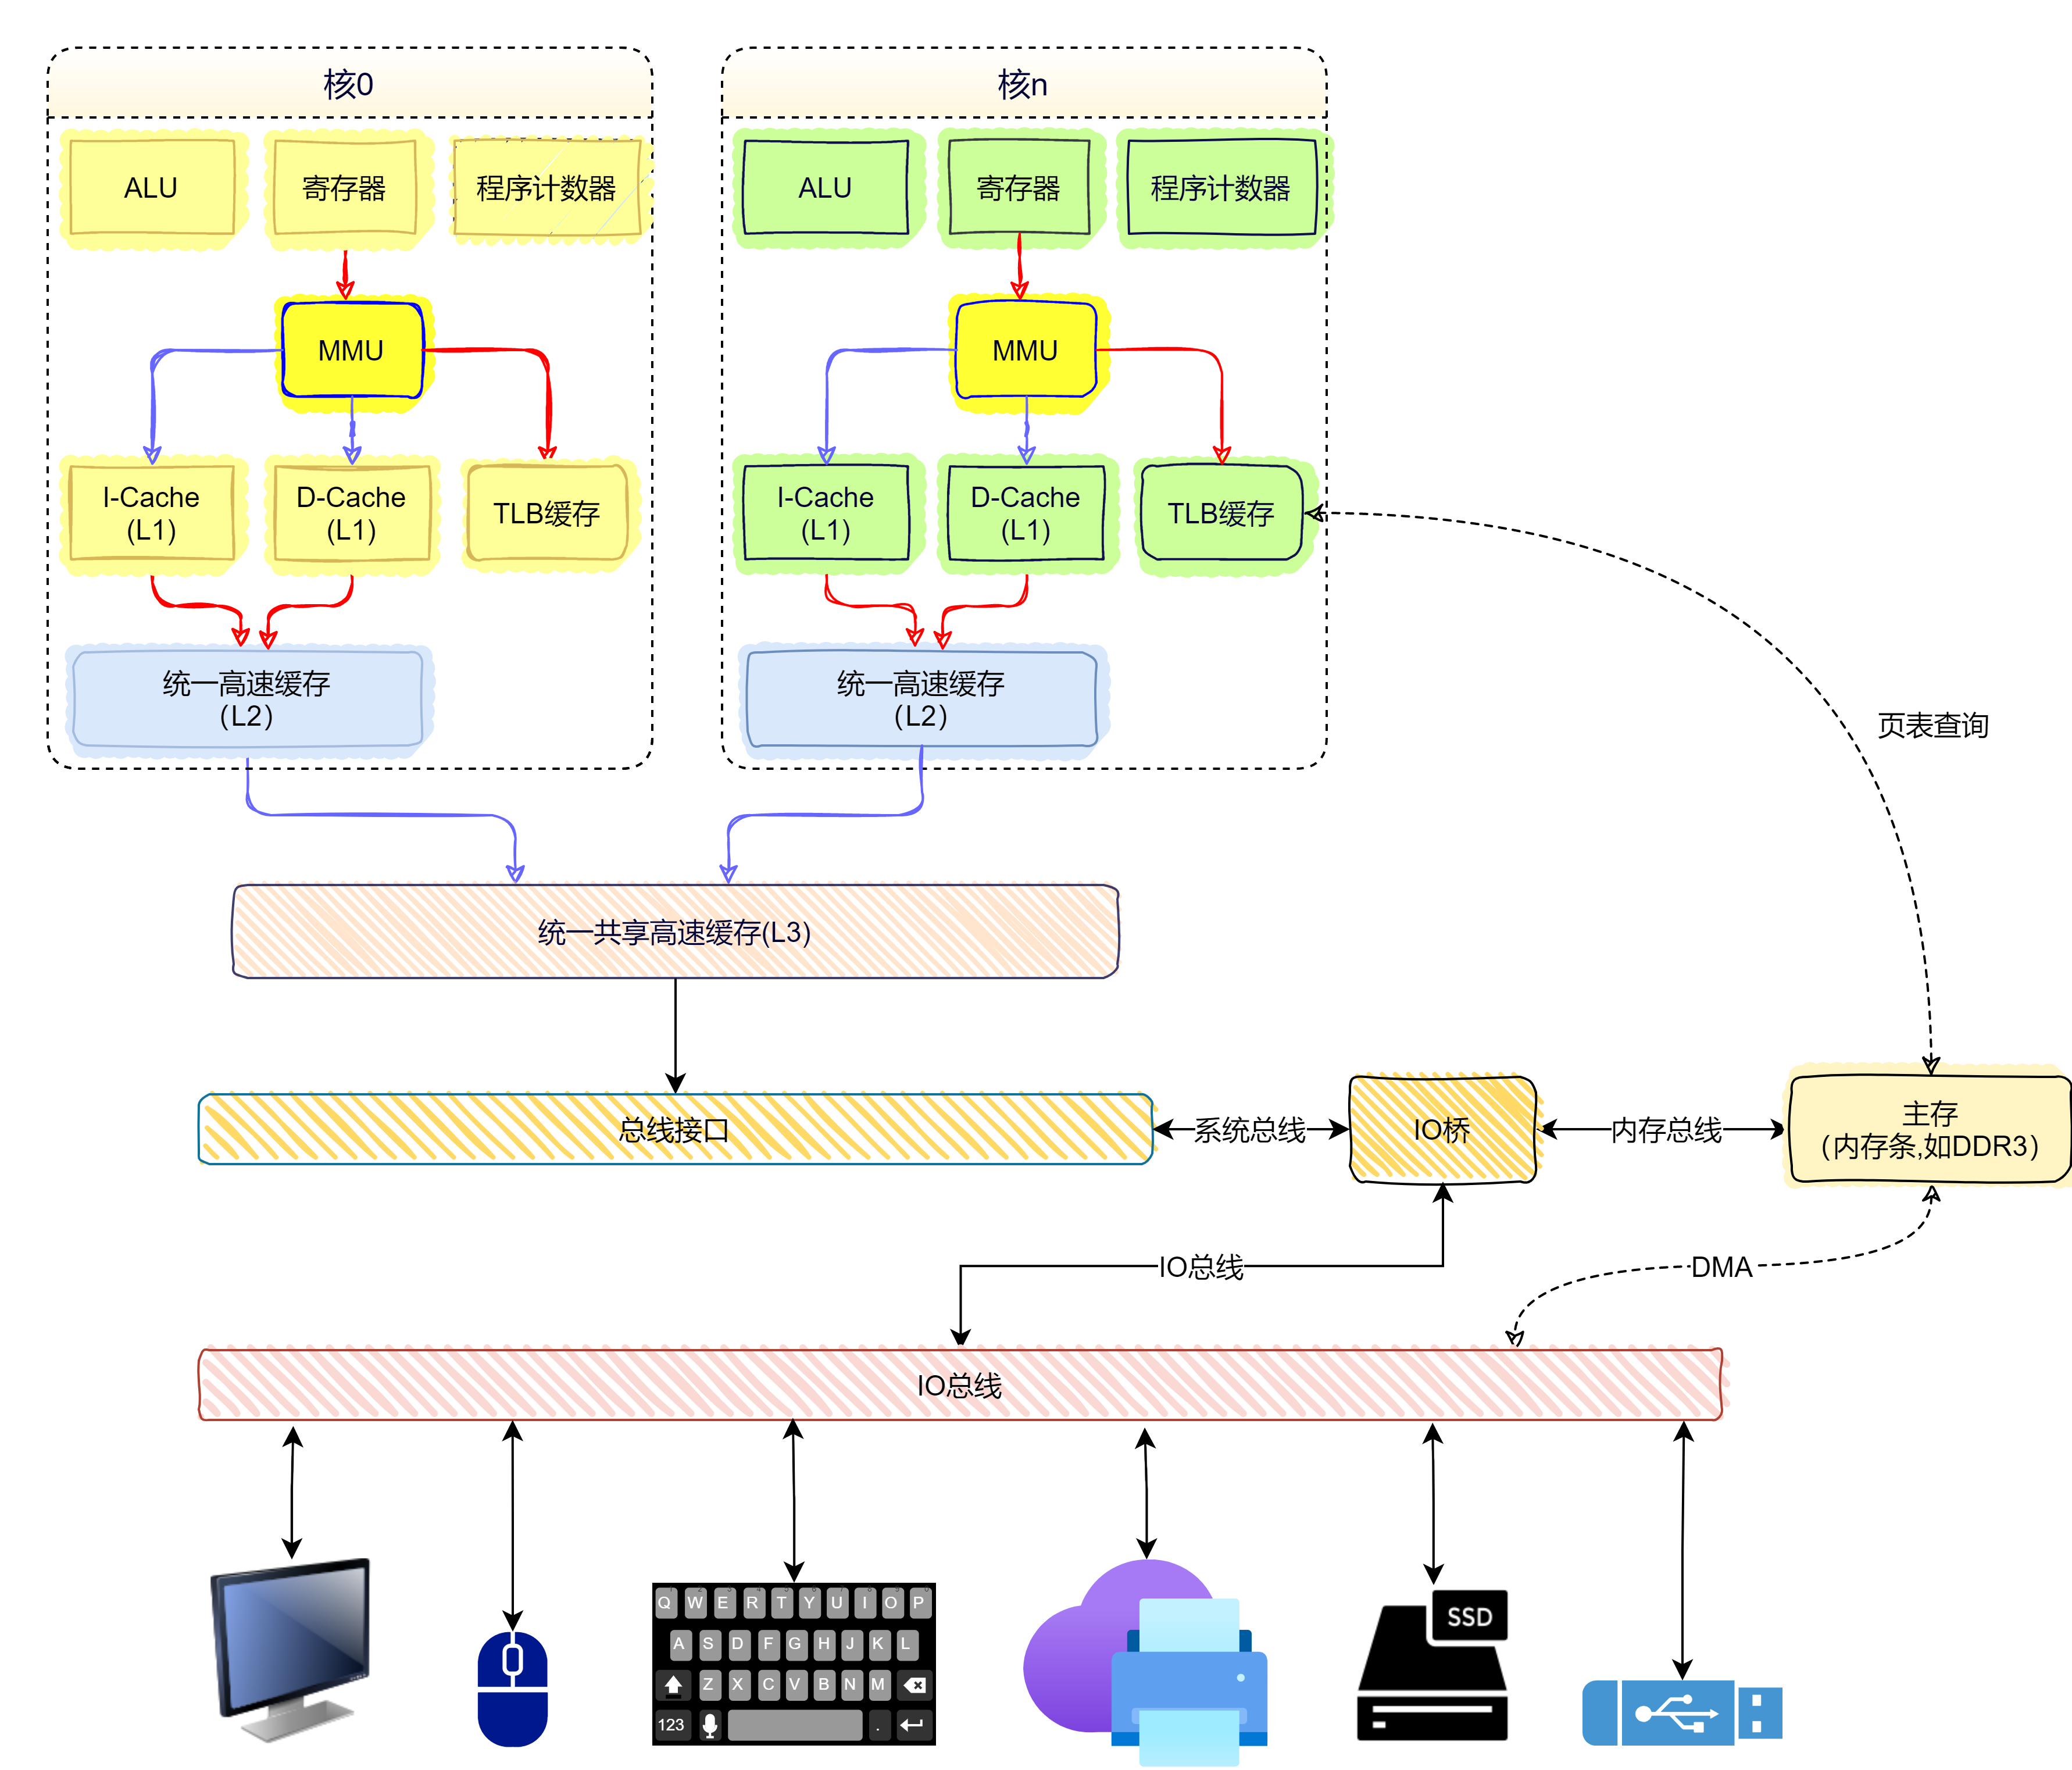 核0
核n
ALU
寄存器
程序计数器
ALU
寄存器
程序计数器
MMU
MMU
I-Cache
(L1)
D-Cache
(L1)
TLB缓存
I-Cache
(L1)
D-Cache
(L1)
TLB缓存
统一高速缓存
（L2）
统一高速缓存
（L2）
页表查询
统一共享高速缓存(L3)
总线接口
系统总线
IO桥
内存总线
主存
（内存条,如DDR3）
IO总线
DMA
IO总线
Q W E R T Y U I O P
A S D F G H J K L
Z X C V B N M
123 .
SSD